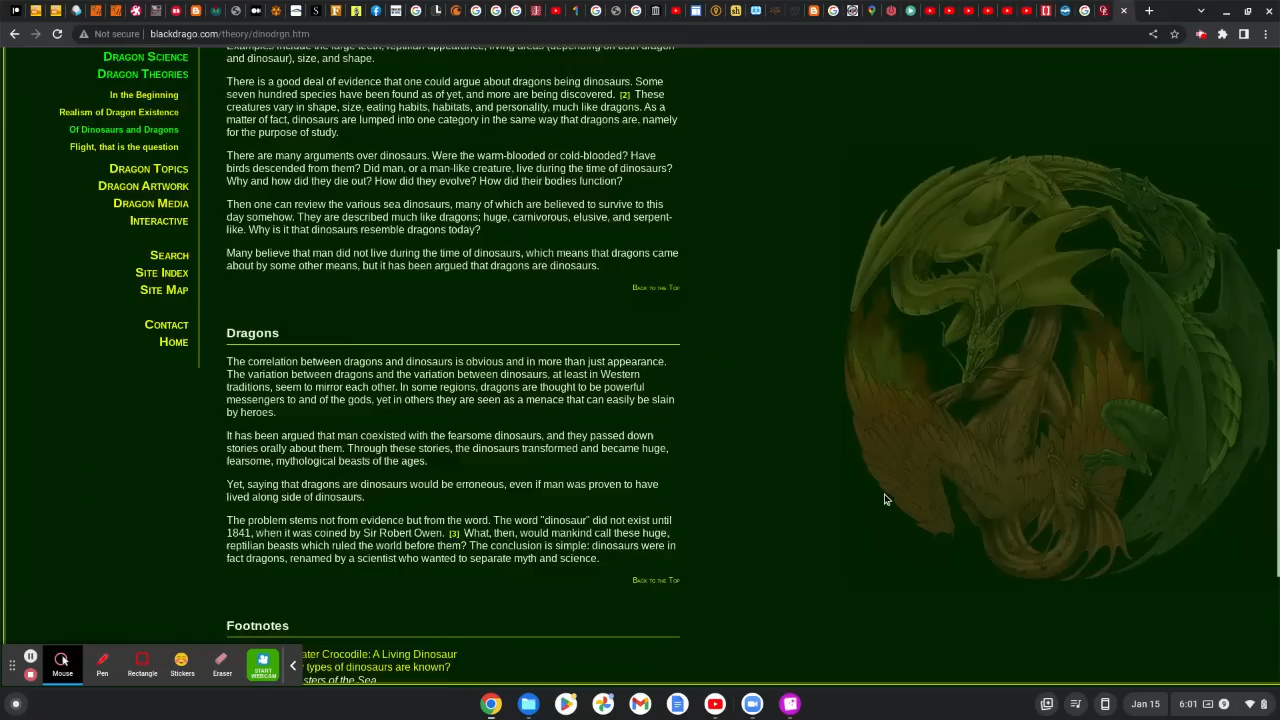 Not secure | blackdrago.com/theory/dinodrgn.htm
Dragon Science
Dragon Theories
In the Beginning
Realism of Dragon Existence
Of Dinosaurs and Dragons
Flight, that is the question
Dragon Topics
Dragon Artwork
Dragon Media
Interactive
Search
Site Index
Site Map
Contact
Home
Examples include the large teeth, reptilian appearance, living areas (depending on both dragon
and dinosaur), size, and shape.
There is a good deal of evidence that one could argue about dragons being dinosaurs. Some
seven hundred species have been found as of yet, and more are being discovered. [2] These
creatures vary in shape, size, eating habits, habitats, and personality, much like dragons. As a
matter of fact, dinosaurs are lumped into one category in the same way that dragons are, namely
for the purpose of study.
There are many arguments over dinosaurs. Were the warm-blooded or cold-blooded? Have
birds descended from them? Did man, or a man-like creature, live during the time of dinosaurs?
Why and how did they die out? How did they evolve? How did their bodies function?
Then one can review the various sea dinosaurs, many of which are believed to survive to this
day somehow. They are described much like dragons; huge, carnivorous, elusive, and serpent-
like. Why is it that dinosaurs resemble dragons today?
Many believe that man did not live during the time of dinosaurs, which means that dragons came
about by some other means, but it has been argued that dragons are dinosaurs.
Back to the Top
Dragons
The correlation between dragons and dinosaurs is obvious and in more than just appearance.
The variation between dragons and the variation between dinosaurs, at least in Western
traditions, seem to mirror each other. In some regions, dragons are thought to be powerful
messengers to and of the gods, yet in others they are seen as a menace that can easily be slain
by heroes.
It has been argued that man coexisted with the fearsome dinosaurs, and they passed down
stories orally about them. Through these stories, the dinosaurs transformed and became huge,
fearsome, mythological beasts of the ages.
Yet, saying that dragons are dinosaurs would be erroneous, even if man was proven to have
lived along side of dinosaurs.
The problem stems not from evidence but from the word. The word "dinosaur" did not exist until
1841, when it was coined by Sir Robert Owen. [3] What, then, would mankind call these huge,
reptilian beasts which ruled the world before them? The conclusion is simple: dinosaurs were in
fact dragons, renamed by a scientist who wanted to separate myth and science.
Back to the Top
Footnotes
ater Crocodile: A Living Dinosaur
types of dinosaurs are known?
sters of the Sea
Mouse
Pen
Rectangle
Stickers
Eraser
START
WEBCAM
Jan 15
6:01